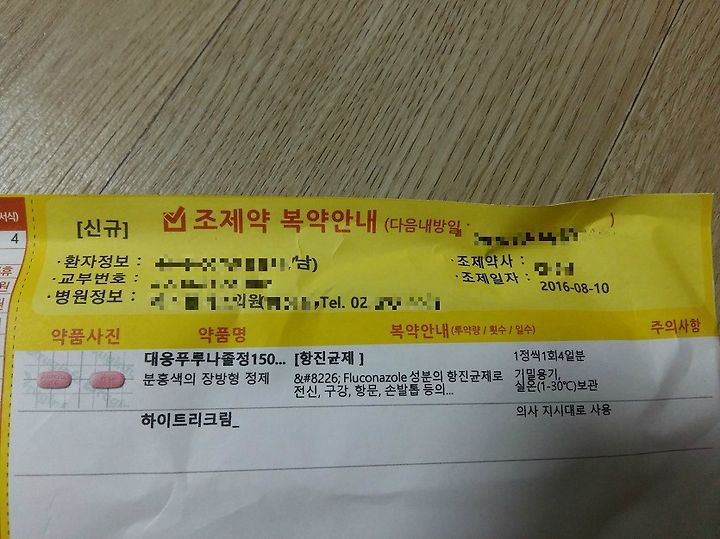 서식)
4
[신규] 조제약 복약안내 (다음내방일 : )
·환자정보 : /남)
·조제약사 :
·교부번호 :
·조제일자 : 2016-08-10
·병원정보 : 의원 ,Tel. 02
약품사진 약품명 복약안내(투약량 / 횟수 / 일수) 주의사항
대웅푸루나졸정150... [항진균제 ] 1정씩1회4일분
분홍색의 장방형 정제 &#8226; Fluconazole 성분의 항진균제로 기밀용기,
전신, 구강, 항문, 손발톱 등의... 실온(1-30℃)보관
하이트리크림_ 의사 지시대로 사용